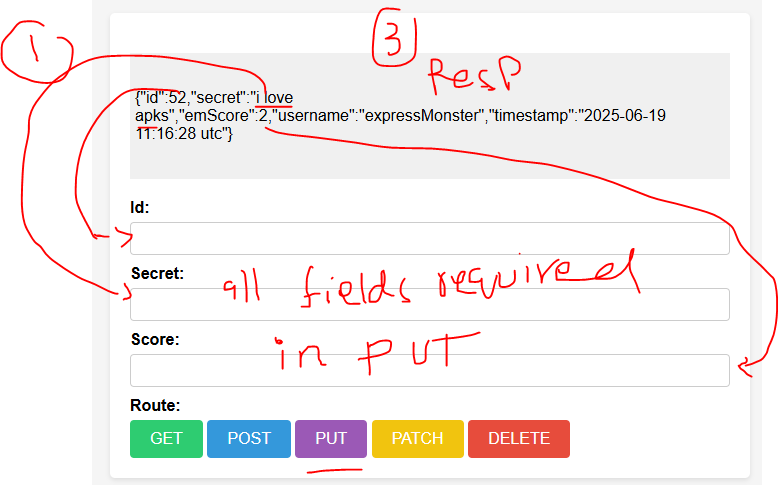 1
3
Resp
{"id":52,"secret":"i love
apks","emScore":2,"username":"expressMonster","timestamp":"2025-06-19
11:16:28 utc"}
Id:
Secret:
all fields required
Score:
in PUT
Route:
GET POST PUT PATCH DELETE